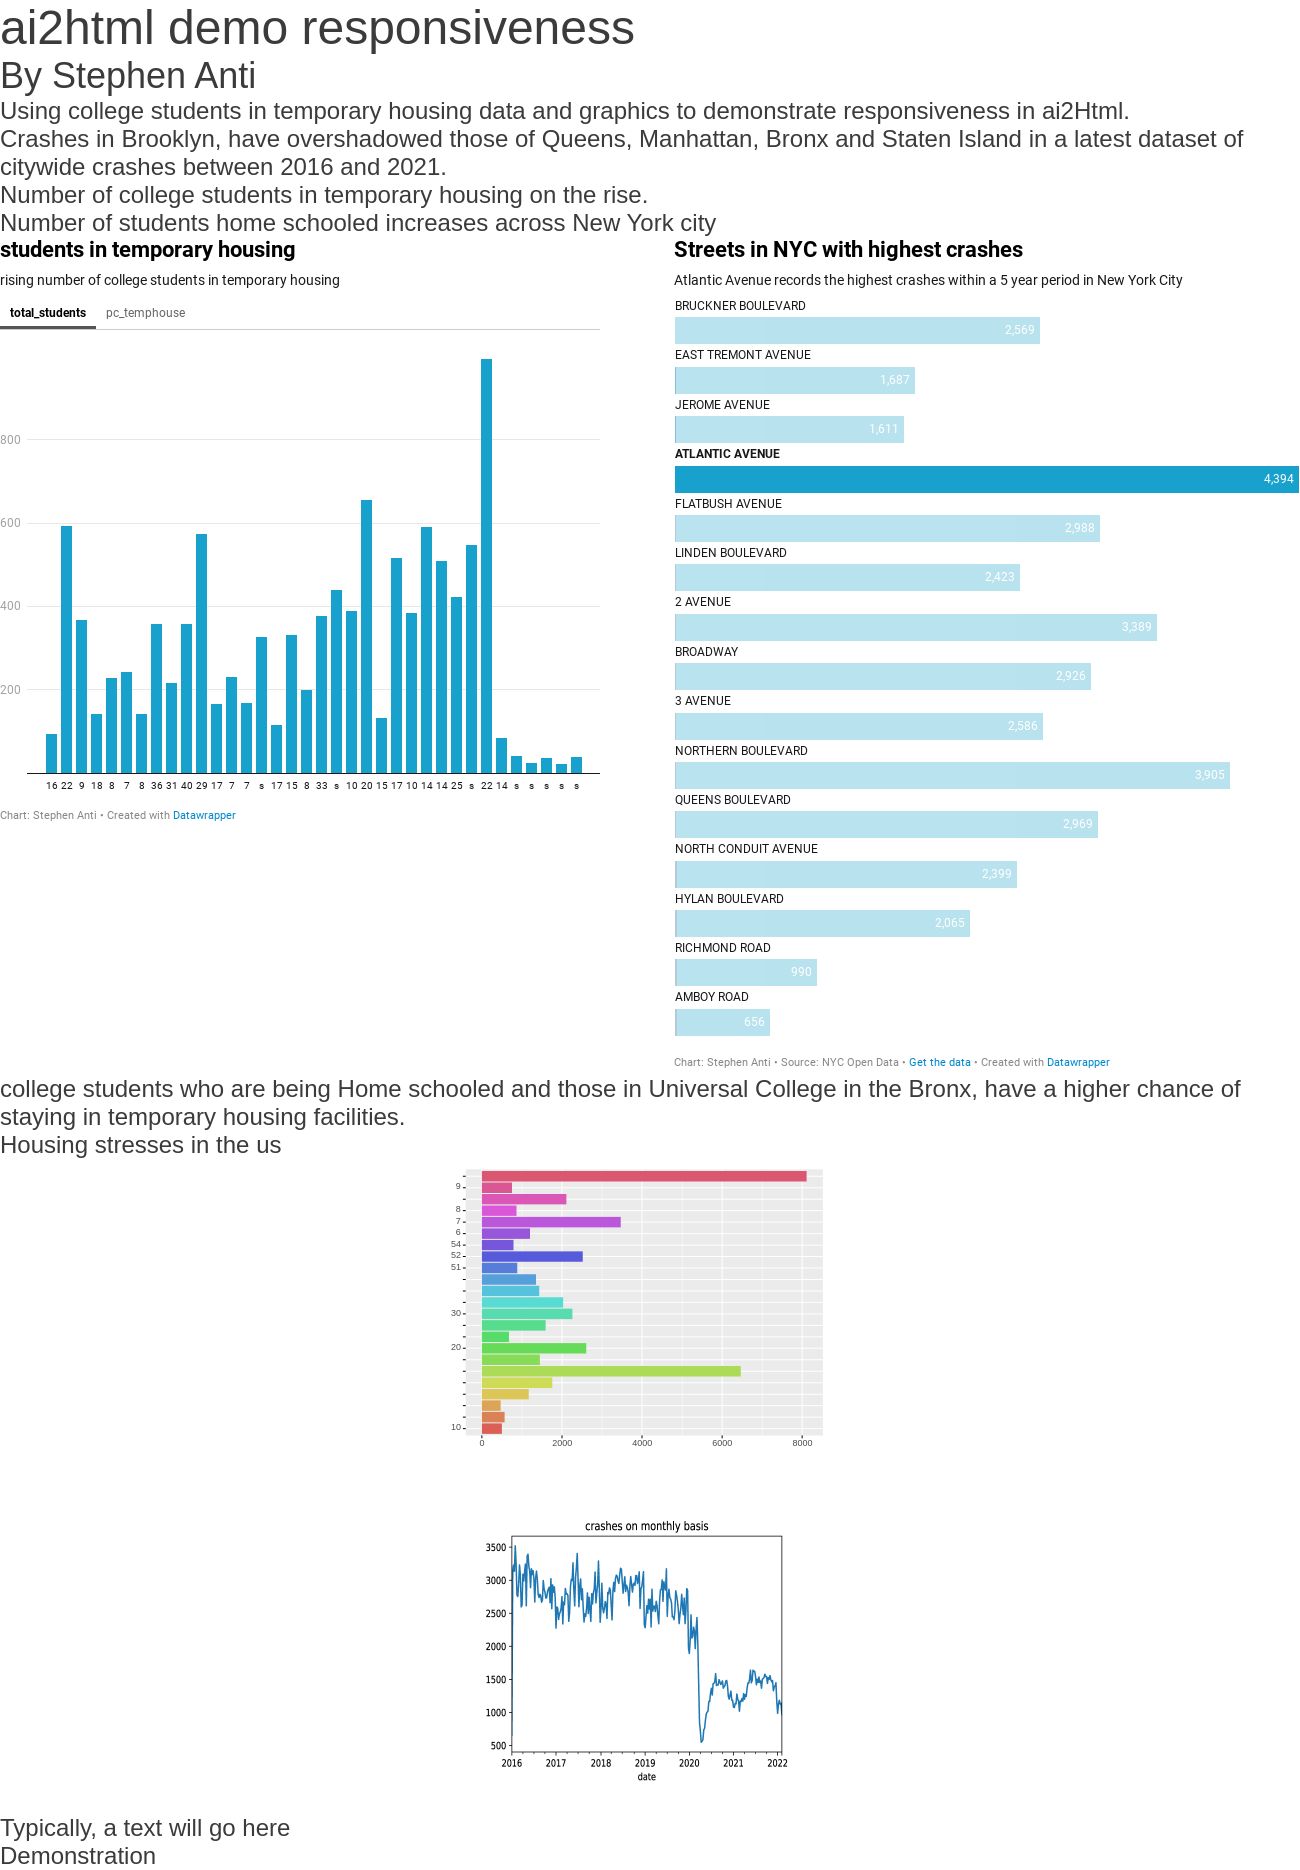 ai2html demo responsiveness
By Stephen Anti
Using college students in temporary housing data and graphics to demonstrate responsiveness in ai2Html.
Crashes in Brooklyn, have overshadowed those of Queens, Manhattan, Bronx and Staten Island in a latest dataset of
citywide crashes between 2016 and 2021.
Number of college students in temporary housing on the rise.
Number of students home schooled increases across New York city
students in temporary housing
rising number of college students in temporary housing
total_students pc_temphouse
800
600
400
200
16 22 9 18 8 7 8 36 31 40 29 17 7 7 s 17 15 8 33 s 10 20 15 17 10 14 14 25 s 22 14 s s s s s
Chart: Stephen Anti • Created with Datawrapper
Streets in NYC with highest crashes
Atlantic Avenue records the highest crashes within a 5 year period in New York City
BRUCKNER BOULEVARD
2,569
EAST TREMONT AVENUE
1,687
JEROME AVENUE
1,611
ATLANTIC AVENUE
4,394
FLATBUSH AVENUE
2,988
LINDEN BOULEVARD
2,423
2 AVENUE
3,389
BROADWAY
2,926
3 AVENUE
2,586
NORTHERN BOULEVARD
3,905
QUEENS BOULEVARD
2,969
NORTH CONDUIT AVENUE
2,399
HYLAN BOULEVARD
2,065
RICHMOND ROAD
990
AMBOY ROAD
656
Chart: Stephen Anti • Source: NYC Open Data • Get the data • Created with Datawrapper
college students who are being Home schooled and those in Universal College in the Bronx, have a higher chance of
staying in temporary housing facilities.
Housing stresses in the us
9
8
7
6
54
52
51
30
20
10
0 2000 4000 6000 8000
crashes on monthly basis
3500
3000
2500
2000
1500
1000
500
2016 2017 2018 2019 2020 2021 2022
date
Typically, a text will go here
Demonstration